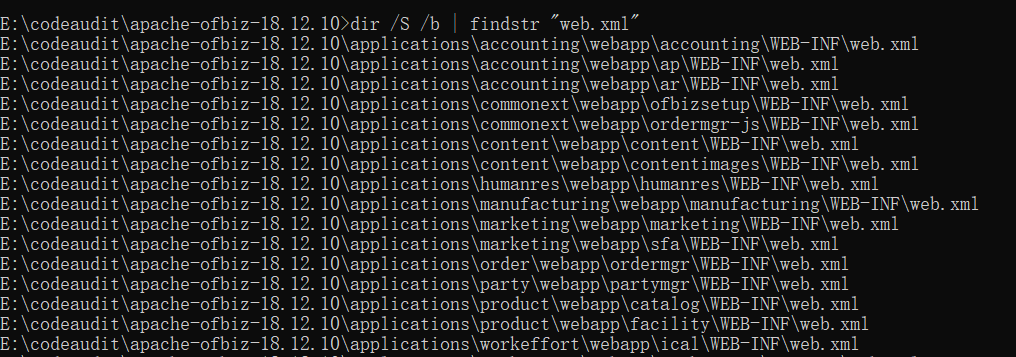 E:\codeaudit\apache-ofbiz-18.12.10>dir /S /b | findstr "web.xml"
E:\codeaudit\apache-ofbiz-18.12.10\applications\accounting\webapp\accounting\WEB-INF\web.xml
E:\codeaudit\apache-ofbiz-18.12.10\applications\accounting\webapp\ap\WEB-INF\web.xml
E:\codeaudit\apache-ofbiz-18.12.10\applications\accounting\webapp\ar\WEB-INF\web.xml
E:\codeaudit\apache-ofbiz-18.12.10\applications\commonext\webapp\ofbizsetup\WEB-INF\web.xml
E:\codeaudit\apache-ofbiz-18.12.10\applications\commonext\webapp\ordermgr-js\WEB-INF\web.xml
E:\codeaudit\apache-ofbiz-18.12.10\applications\content\webapp\content\WEB-INF\web.xml
E:\codeaudit\apache-ofbiz-18.12.10\applications\content\webapp\contentimages\WEB-INF\web.xml
E:\codeaudit\apache-ofbiz-18.12.10\applications\humanres\webapp\humanres\WEB-INF\web.xml
E:\codeaudit\apache-ofbiz-18.12.10\applications\manufacturing\webapp\manufacturing\WEB-INF\web.xml
E:\codeaudit\apache-ofbiz-18.12.10\applications\marketing\webapp\marketing\WEB-INF\web.xml
E:\codeaudit\apache-ofbiz-18.12.10\applications\marketing\webapp\sfa\WEB-INF\web.xml
E:\codeaudit\apache-ofbiz-18.12.10\applications\order\webapp\ordermgr\WEB-INF\web.xml
E:\codeaudit\apache-ofbiz-18.12.10\applications\party\webapp\partymgr\WEB-INF\web.xml
E:\codeaudit\apache-ofbiz-18.12.10\applications\product\webapp\catalog\WEB-INF\web.xml
E:\codeaudit\apache-ofbiz-18.12.10\applications\product\webapp\facility\WEB-INF\web.xml
E:\codeaudit\apache-ofbiz-18.12.10\applications\workeffort\webapp\ical\WEB-INF\web.xml